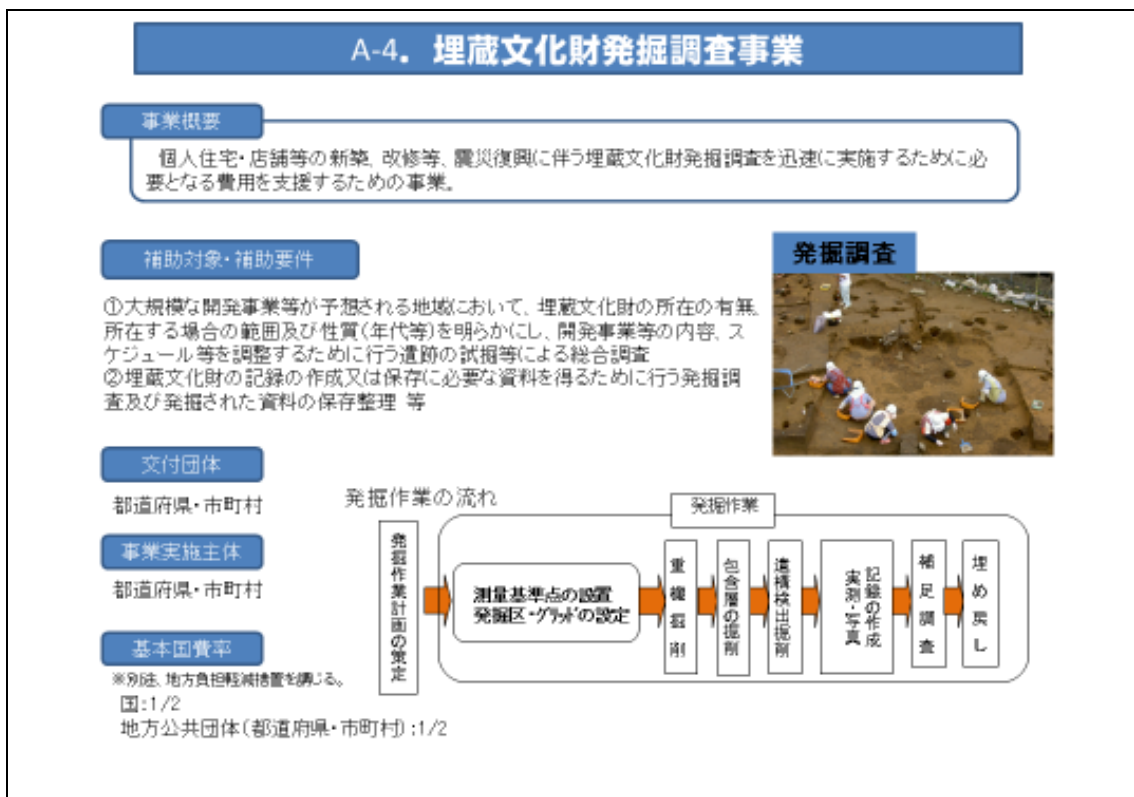 A-4．埋蔵文化財発掘調査事業
事業概要
個人住宅・店舗等の新築、改修等、震災復興に伴う埋蔵文化財発掘調査を迅速に実施するために必
要となる費用を支援するための事業。
補助対象・補助要件
①大規模な開発事業等が予想される地域において、埋蔵文化財の所在の有無、
所在する場合の範囲及び性質(年代等)を明らかにし、開発事業等の内容、ス
ケジュール等を調整するために行う遺跡の試掘等による総合調査
②埋蔵文化財の記録の作成又は保存に必要な資料を得るために行う発掘調
査及び発掘された資料の保存整理 等
発掘調査
交付団体
都道府県・市町村
事業実施主体
都道府県・市町村
基本国費率
※別途、地方負担軽減措置を講じる。
国:1/2
地方公共団体(都道府県・市町村):1/2
発掘作業の流れ
発掘作業
発掘作業計画の策定
測量基準点の設置
発掘区・グリッドの設定
重機掘削
包含層の掘削
遺構検出掘削
記録の作成
実測・写真
補足調査
埋め戻し